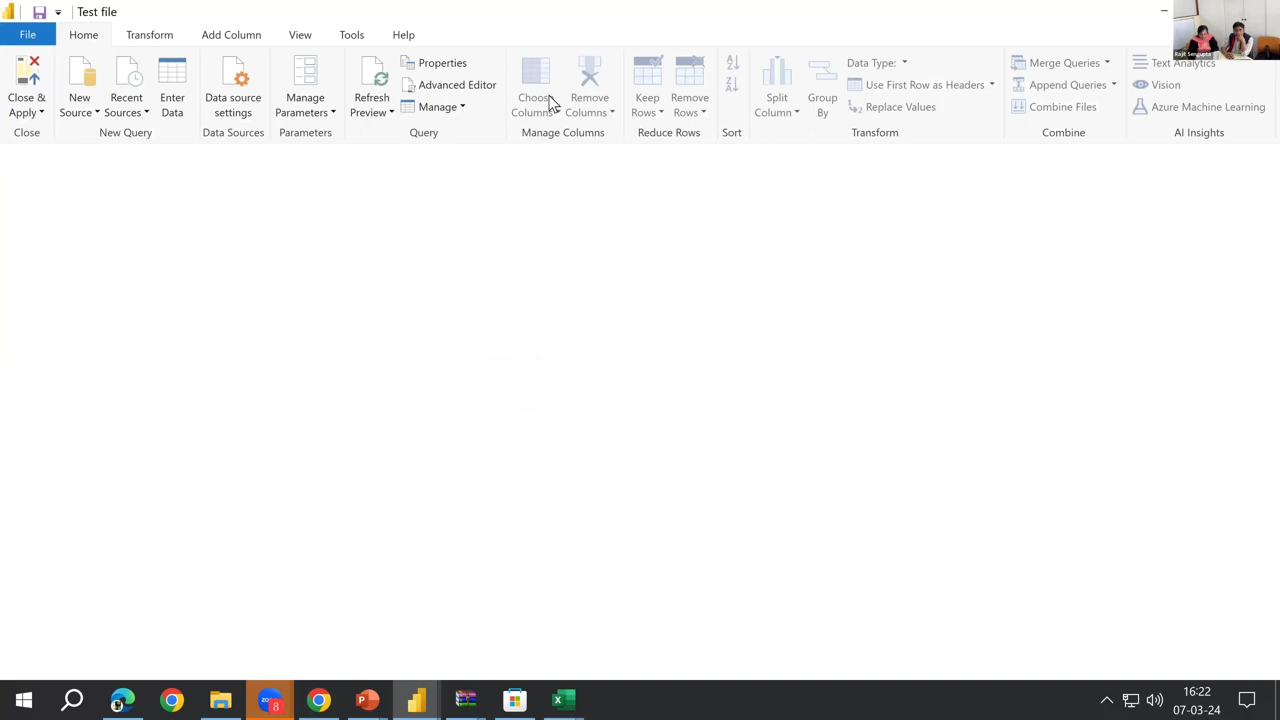 Test file
File Home Transform Add Column View Tools Help
Close & Apply
New Source
Recent Sources
Enter Data
Data source settings
Manage Parameters
Refresh Preview
Properties
Advanced Editor
Manage
Choose Columns
Remove Columns
Keep Rows
Remove Rows
Split Column
Group By
Data Type:
Use First Row as Headers
Replace Values
Merge Queries
Append Queries
Combine Files
Text Analytics
Vision
Azure Machine Learning
Close
New Query
Data Sources
Parameters
Query
Manage Columns
Reduce Rows
Sort
Transform
Combine
AI Insights
Rajit Sengupta
8
16:22
07-03-24